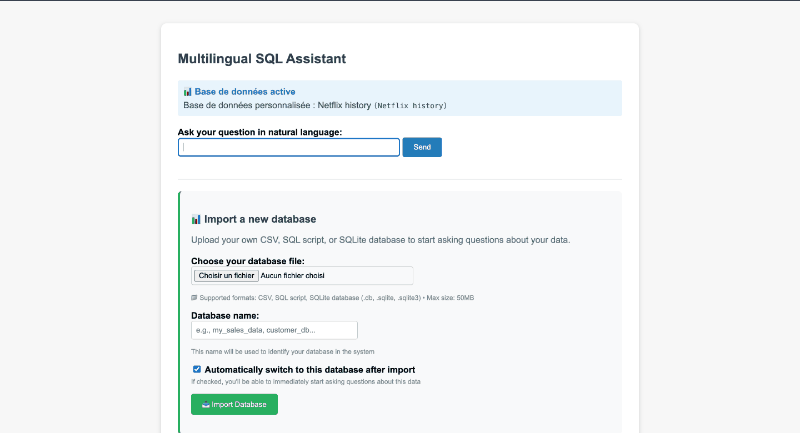 Multilingual SQL Assistant
📊 Base de données active
Base de données personnalisée : Netflix history (Netflix history)
Ask your question in natural language:
Send
📊 Import a new database
Upload your own CSV, SQL script, or SQLite database to start asking questions about your data.
Choose your database file:
Choisir un fichier Aucun fichier choisi
Supported formats: CSV, SQL script, SQLite database (.db, .sqlite, .sqlite3) • Max size: 50MB
Database name:
e.g., my_sales_data, customer_db...
This name will be used to identify your database in the system
Automatically switch to this database after import
If checked, you'll be able to immediately start asking questions about this data
📥 Import Database